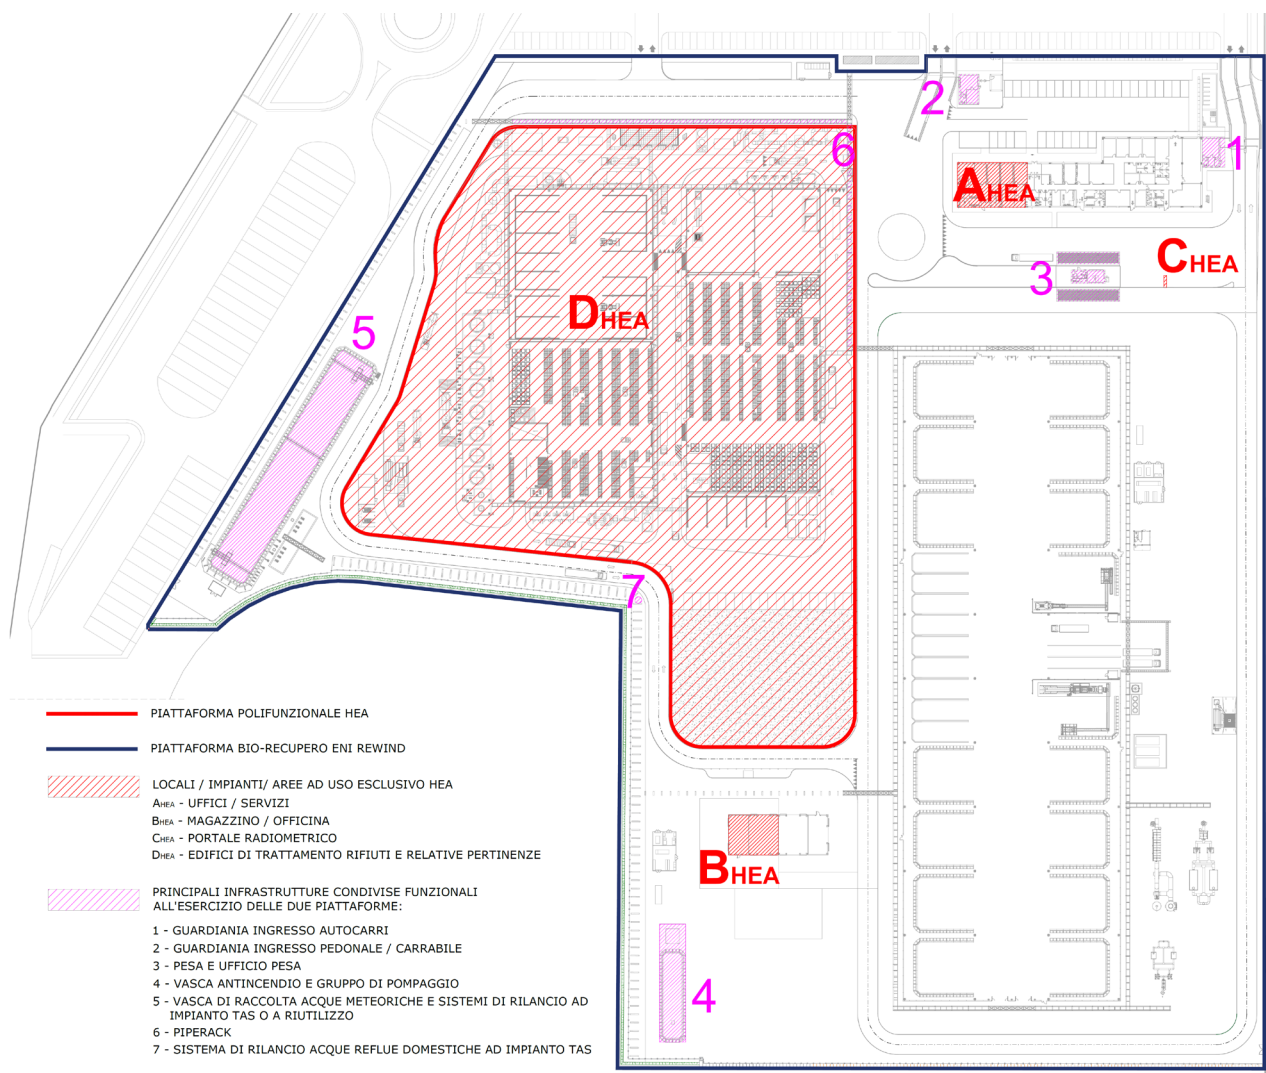 2
1
6
AHEA
CHEA
3
DHEA
5
7
PIATTAFORMA POLIFUNZIONALE HEA
PIATTAFORMA BIO-RECUPERO ENI REWIND
LOCALI / IMPIANTI/ AREE AD USO ESCLUSIVO HEA
AHEA - UFFICI / SERVIZI
BHEA - MAGAZZINO / OFFICINA
CHEA - PORTALE RADIOMETRICO
DHEA - EDIFICI DI TRATTAMENTO RIFIUTI E RELATIVE PERTINENZE
BHEA
PRINCIPALI INFRASTRUTTURE CONDIVISE FUNZIONALI
ALL'ESERCIZIO DELLE DUE PIATTAFORME:
1 - GUARDIANIA INGRESSO AUTOCARRI
2 - GUARDIANIA INGRESSO PEDONALE / CARRABILE
3 - PESA E UFFICIO PESA
4 - VASCA ANTINCENDIO E GRUPPO DI POMPAGGIO
5 - VASCA DI RACCOLTA ACQUE METEORICHE E SISTEMI DI RILANCIO AD
IMPIANTO TAS O A RIUTILIZZO
6 - PIPERACK
7 - SISTEMA DI RILANCIO ACQUE REFLUE DOMESTICHE AD IMPIANTO TAS
4